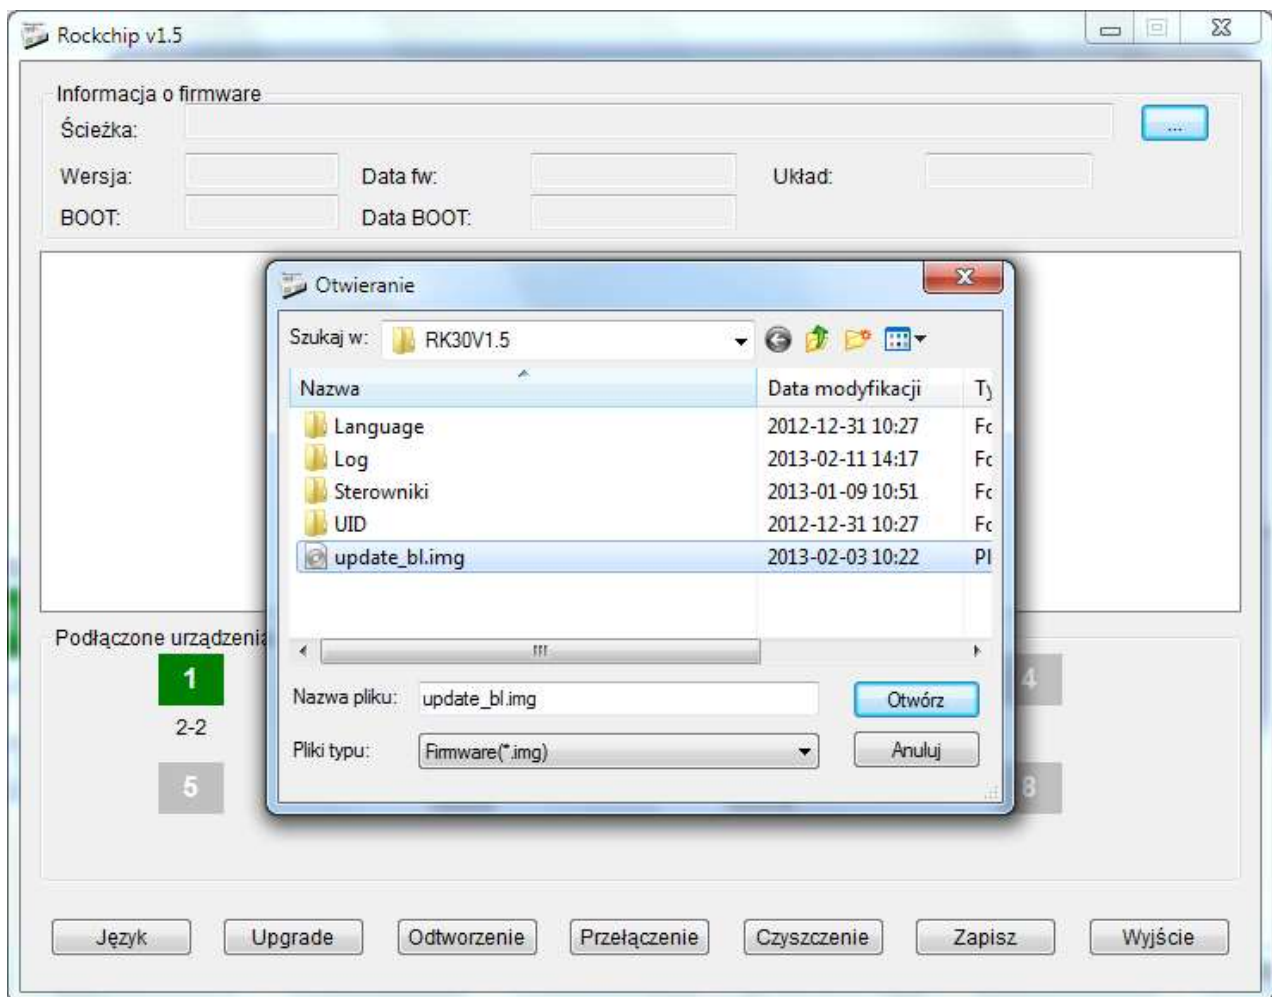 Rockchip v1.5
Informacja o firmware
Ścieżka:
...
Wersja: Data fw: Układ:
BOOT: Data BOOT:
Otwieranie
Szukaj w: RK30V1.5
Nazwa Data modyfikacji
Language 2012-12-31 10:27
Log 2013-02-11 14:17
Sterowniki 2013-01-09 10:51
UID 2012-12-31 10:27
update_bl.img 2013-02-03 10:22
Podłączone urządzenia
1 4
Nazwa pliku: update_bl.img Otwórz
2-2
Pliki typu: Firmware(*.img) Anuluj
5 8
Język Upgrade Odtworzenie Przełączenie Czyszczenie Zapisz Wyjście